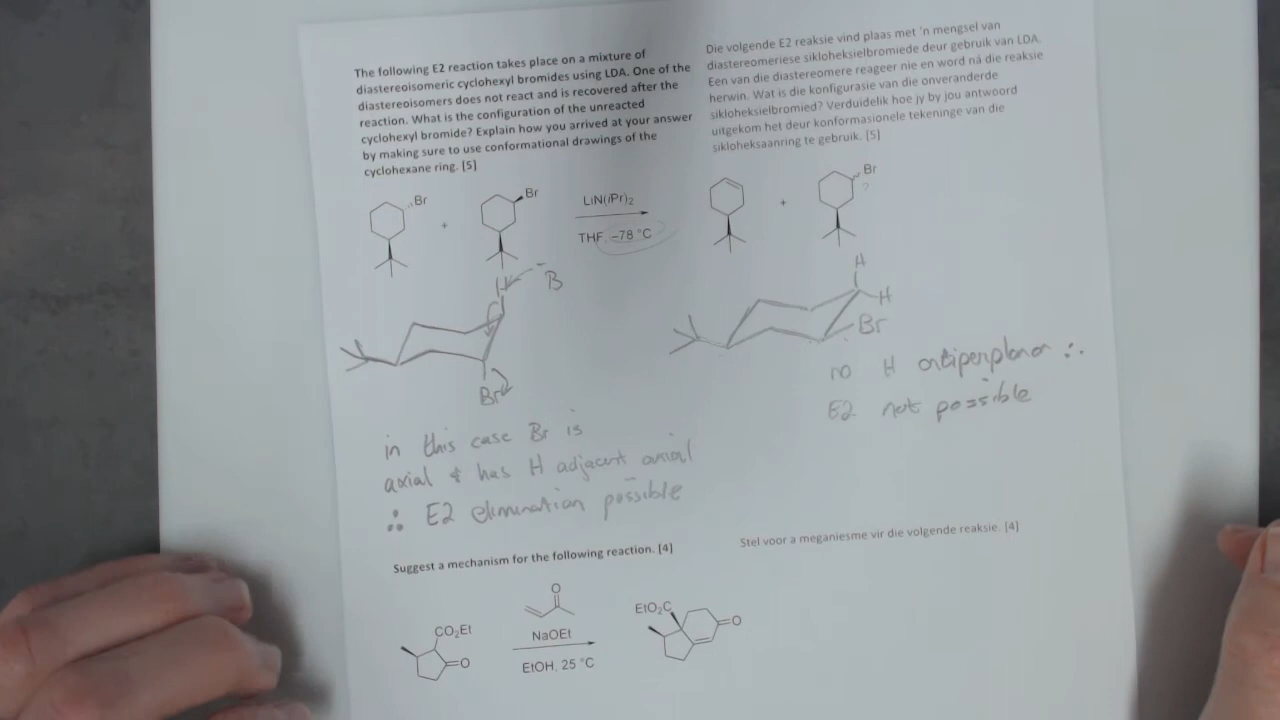 The following E2 reaction takes place on a mixture of
diastereoisomeric cyclohexyl bromides using LDA. One of the
diastereoisomers does not react and is recovered after the
reaction. What is the configuration of the unreacted
cyclohexyl bromide? Explain how you arrived at your answer
by making sure to use conformational drawings of the
cyclohexane ring. [5]
Die volgende E2 reaksie vind plaas met 'n mengsel van
diastereomeriese sikloheksielbromiede deur gebruik van LDA.
Een van die diastereomere reageer nie en word ná die reaksie
herwin. Wat is die konfigurasie van die onveranderde
sikloheksielbromied? Verduidelik hoe jy by jou antwoord
uitgekom het deur konformasionele tekeninge van die
sikloheksaanring te gebruik. [5]
Br
+
Br
LiN(iPr)2
THF, –78 °C
+
Br
?
H
B
Br
H
H
Br
no H antiperplanar ∴
E2 not possible
in this case Br is
axial & has H adjacent axial
∴ E2 elimination possible
Suggest a mechanism for the following reaction. [4]
Stel voor a meganiesme vir die volgende reaksie. [4]
CO2Et
O
O
NaOEt
EtOH, 25 °C
EtO2C
O